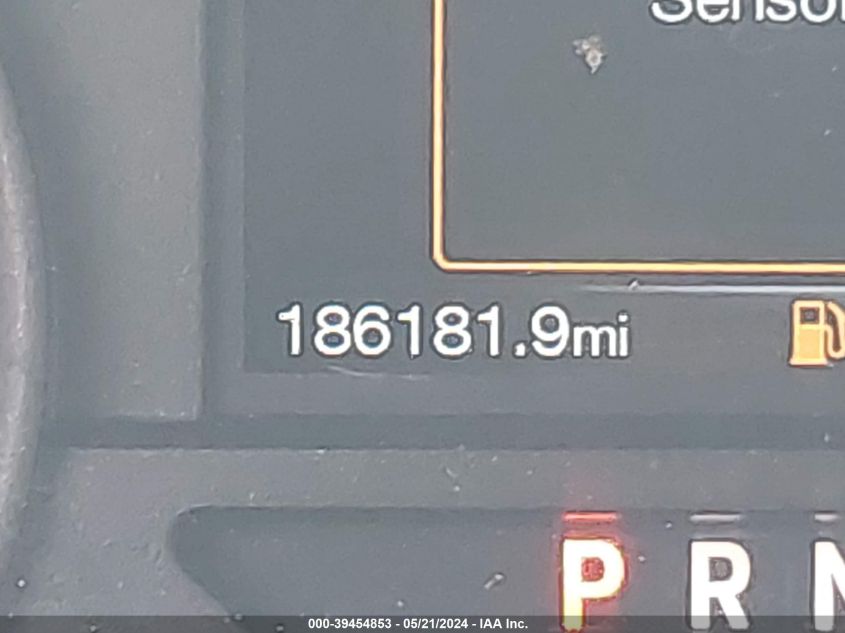 186181.9mi
P R N
000-39454853 - 05/21/2024 - IAA Inc.